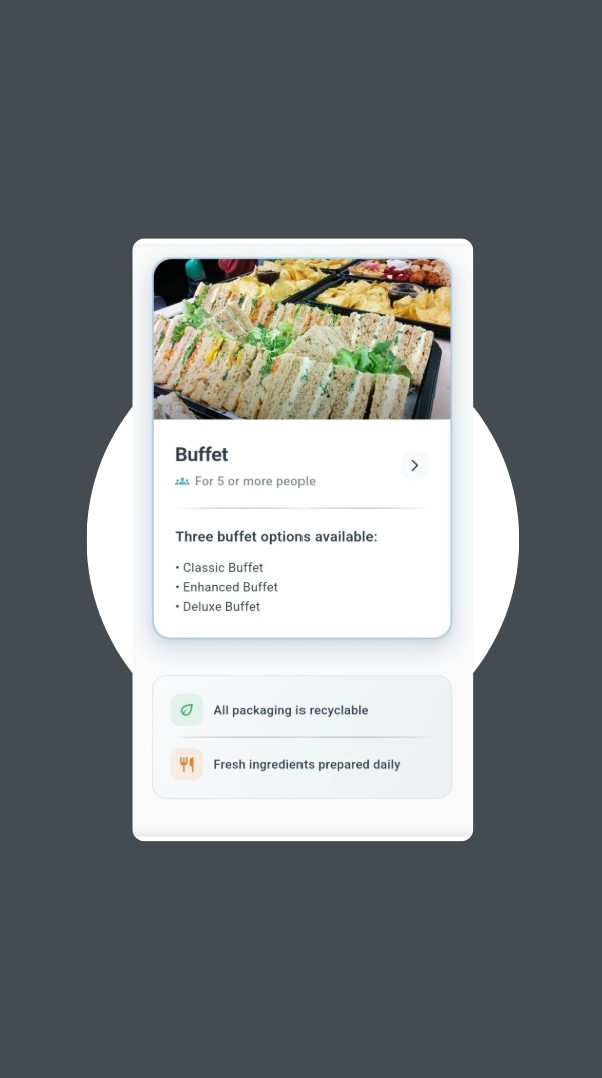 Buffet
For 5 or more people
Three buffet options available:
• Classic Buffet
• Enhanced Buffet
• Deluxe Buffet
All packaging is recyclable
Fresh ingredients prepared daily